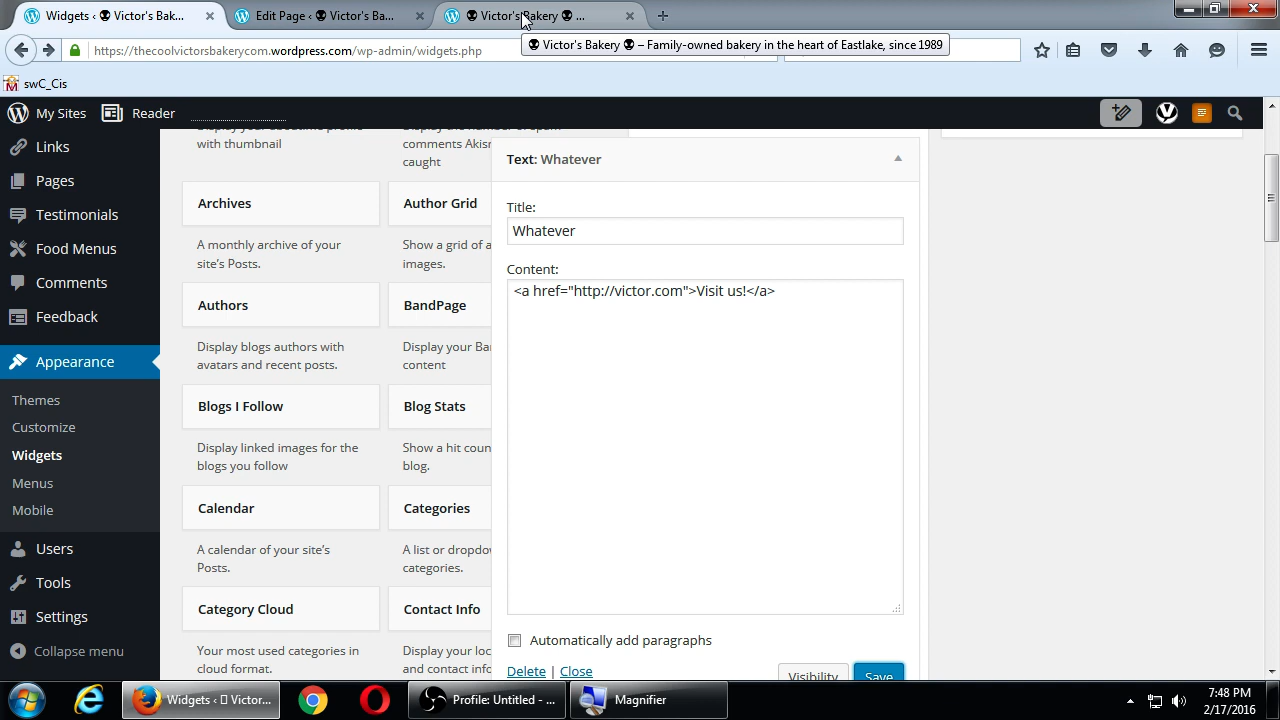 Widgets ‹ 💀 Victor's Bak...
Edit Page ‹ 💀 Victor's Ba...
💀 Victor's Bakery 💀 ...
💀 Victor's Bakery 💀 – Family-owned bakery in the heart of Eastlake, since 1989
https://thecoolvictorsbakerycom.wordpress.com/wp-admin/widgets.php
swC_Cis
My Sites
Reader
Links
Pages
Testimonials
Food Menus
Comments
Feedback
Appearance
Themes
Customize
Widgets
Menus
Mobile
Users
Tools
Settings
Collapse menu
with thumbnail
comments Akis
caught
Archives
Author Grid
A monthly archive of your
site's Posts.
Show a grid of a
images.
Authors
BandPage
Display blogs authors with
avatars and recent posts.
Display your Ba
content
Blogs I Follow
Blog Stats
Display linked images for the
blogs you follow
Show a hit coun
blog.
Calendar
Categories
A calendar of your site's
Posts.
A list or dropdo
categories.
Category Cloud
Contact Info
Your most used categories in
cloud format.
Display your loc
and contact info
Text: Whatever
Title:
Whatever
Content:
<a href="http://victor.com">Visit us!</a>
Automatically add paragraphs
Delete | Close
Visibility
Save
Widgets ‹ Victor...
Profile: Untitled - ...
Magnifier
7:48 PM
2/17/2016